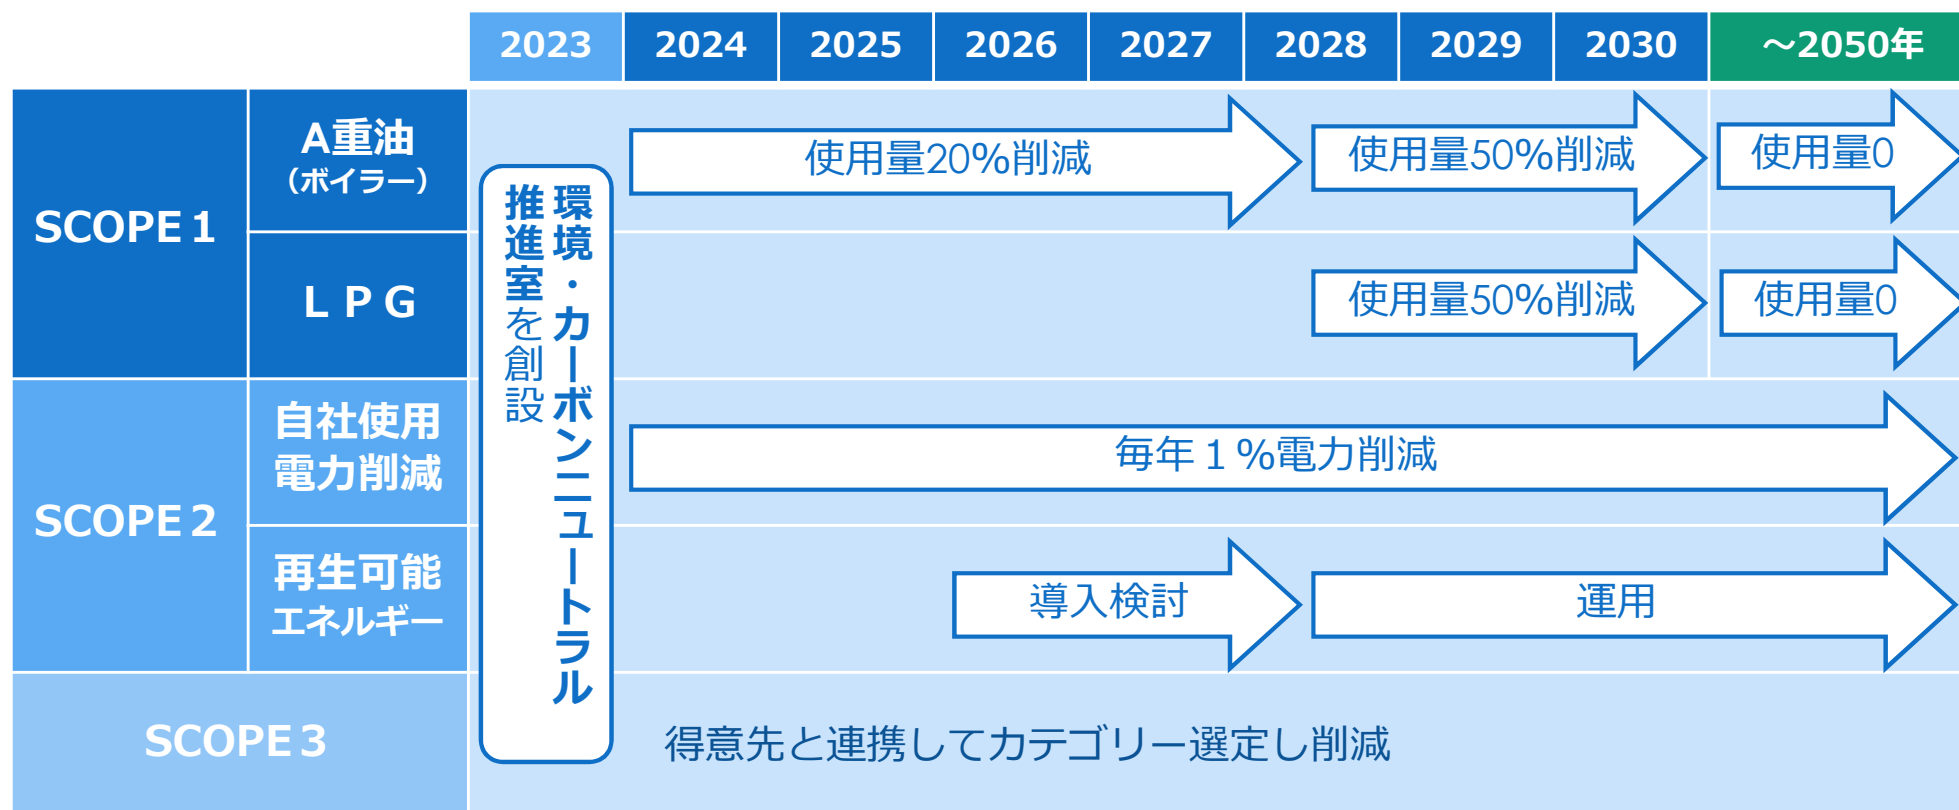 2023
2024
2025
2026
2027
2028
2029
2030
～2050年
SCOPE1
A重油
（ボイラー）
使用量20%削減
使用量50%削減
使用量0
LPG
使用量50%削減
使用量0
環境・カーボンニュートラル
推進室を創設
SCOPE2
自社使用
電力削減
毎年１%電力削減
再生可能
エネルギー
導入検討
運用
SCOPE3
得意先と連携してカテゴリー選定し削減